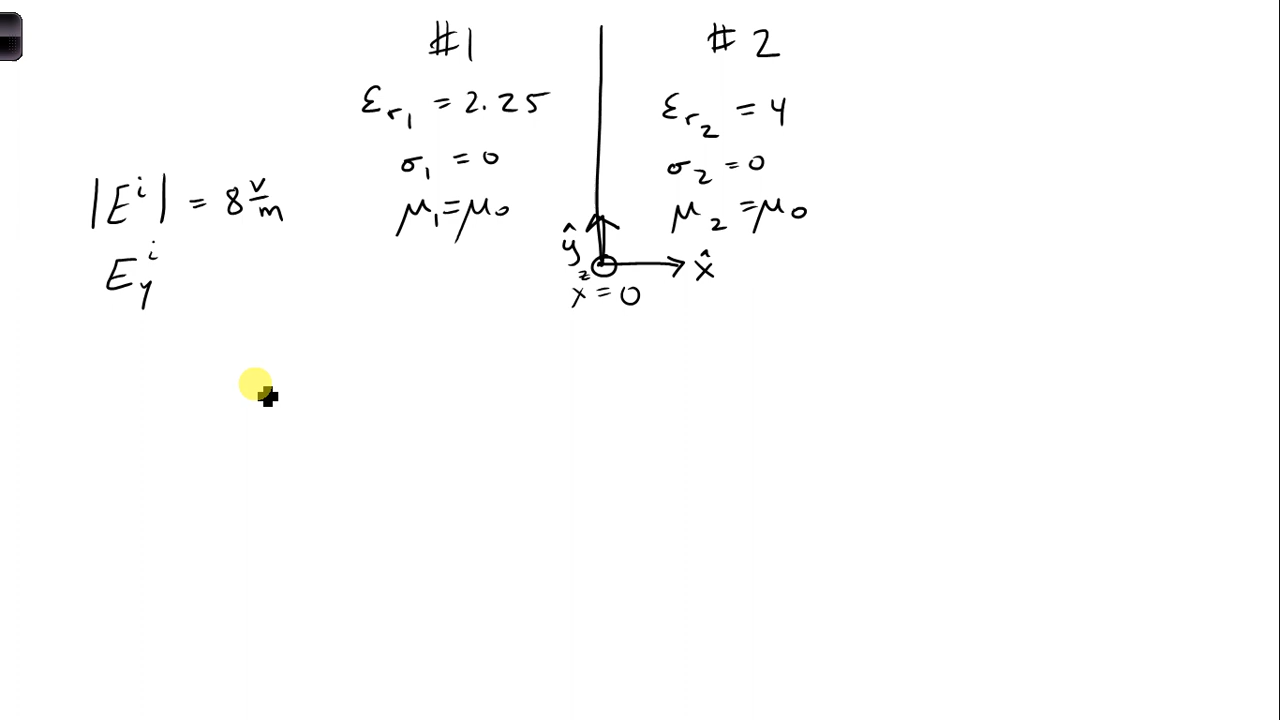 #1
εr1 = 2.25
σ1 = 0
μ1=μ0
#2
εr2 = 4
σ2 = 0
μ2 = μ0
|Eⁱ| = 8 v/m
Eyⁱ
ŷ
z
x̂
x = 0